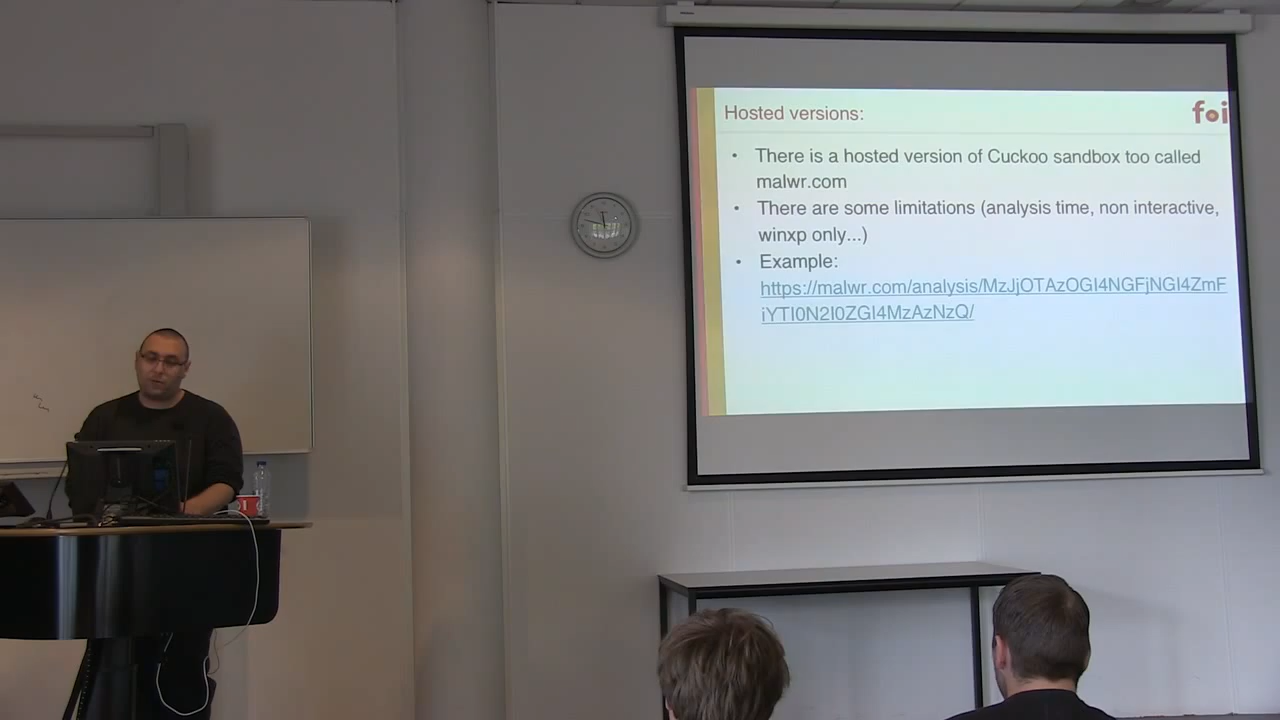 Hosted versions:
foi
• There is a hosted version of Cuckoo sandbox too called
malwr.com
• There are some limitations (analysis time, non interactive,
winxp only...)
• Example:
https://malwr.com/analysis/MzJjOTAzOGI4NGFjNGI4ZmF
iYTI0N2I0ZGI4MzAzNzQ/